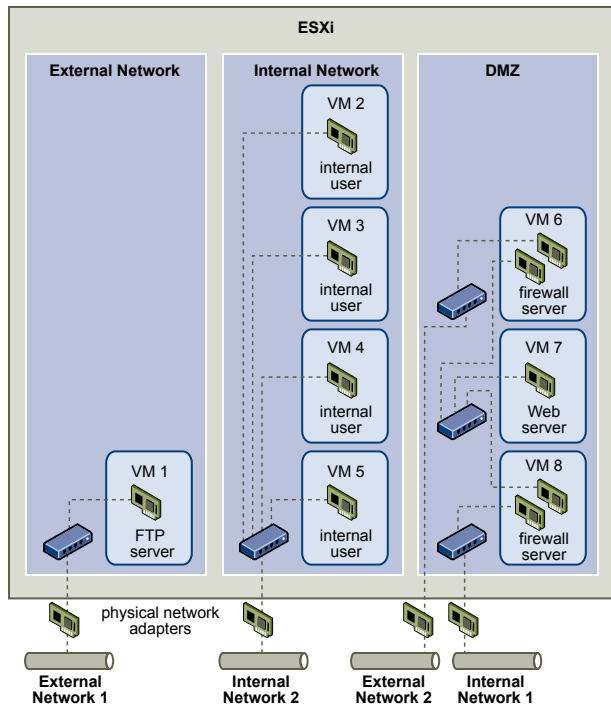 ESXi
External Network
Internal Network
DMZ
VM 2
internal
user
VM 3
internal
user
VM 4
internal
user
VM 5
internal
user
VM 1
FTP
server
VM 6
firewall
server
VM 7
Web
server
VM 8
firewall
server
physical network
adapters
External
Network 1
Internal
Network 2
External
Network 2
Internal
Network 1